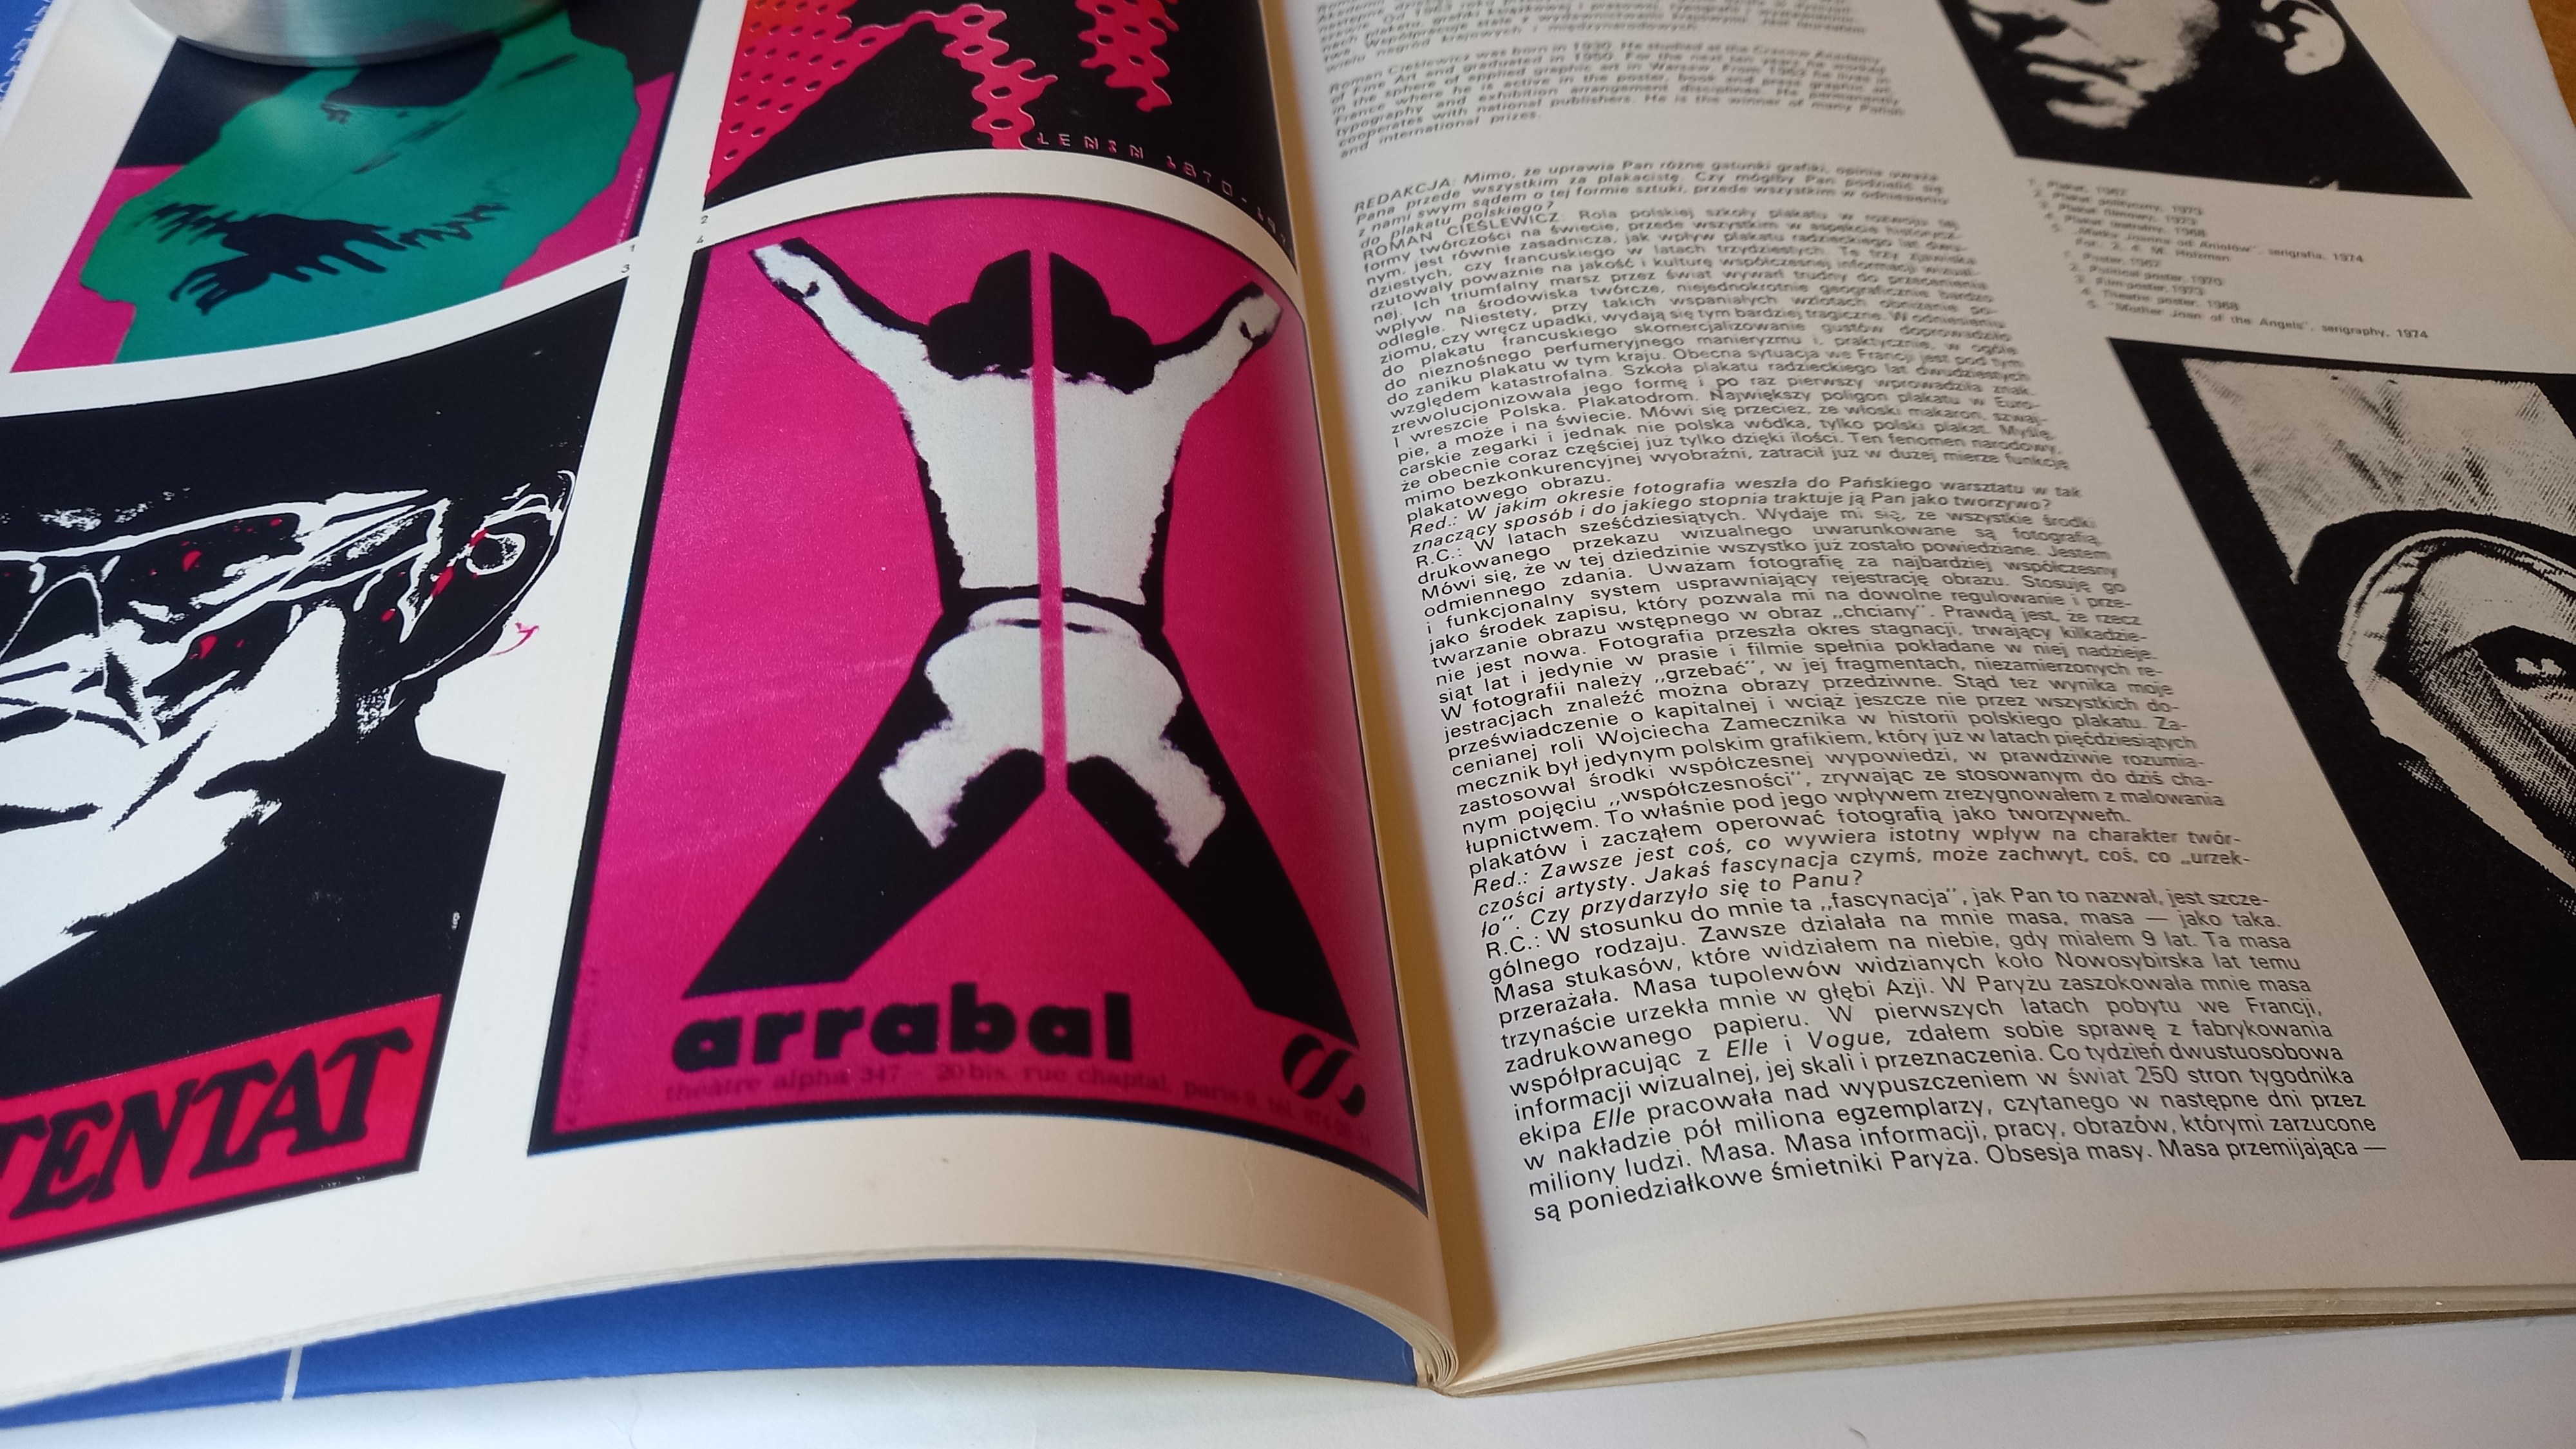 LENIN 1870-
2
4
1
3
TENTAT
arrabal
theatre alpha 347 — 20 bis, rue chaptal, paris-9, tel.
wielu nagród krajowych i międzynarodowych.
Roman Cieślewicz was born in 1930. He studied at the Cracow Academy
of Fine Art and graduated in 1950. For the next ten years he worked
in the sphere of applied graphic art in Warsaw. From 1963 he lives in
France where he is active in the poster, book and press graphic art,
typography and exhibition arrangement disciplines. He permanently
cooperates with national publishers. He is the winner of many Polish
and international prizes.
REDAKCJA: Mimo, że uprawia Pan różne gatunki grafiki, opinia uważa
Pana przede wszystkim za plakacistę. Czy mógłby Pan podzielić się
z nami swym sądem o tej formie sztuki, przede wszystkim w odniesieniu
do plakatu polskiego?
ROMAN CIEŚLEWICZ: Rola polskiej szkoły plakatu w rozwoju tej
formy twórczości na świecie, przede wszystkim w aspekcie historycz-
nym, jest równie zasadnicza, jak wpływ plakatu radzieckiego lat dwu-
dziestych, czy francuskiego w latach trzydziestych. Te trzy zjawiska
rzutowały poważnie na jakość i kulturę współczesnej informacji wizual-
nej. Ich triumfalny marsz przez świat wywarł trudny do przecenienia
wpływ na środowiska twórcze, niejednokrotnie geograficznie bardzo
odległe. Niestety, przy takich wspaniałych wzlotach obniżenie po-
ziomu, czy wręcz upadki, wydają się tym bardziej tragiczne. W odniesieniu
do plakatu francuskiego skomercjalizowanie gustów doprowadziło
do nieznośnego perfumeryjnego manieryzmu i, praktycznie, w ogóle
do zaniku plakatu w tym kraju. Obecna sytuacja we Francji jest pod tym
względem katastrofalna. Szkoła plakatu radzieckiego lat dwudziestych
zrewolucjonizowała jego formę i po raz pierwszy wprowadziła znak.
I wreszcie Polska. Plakatodrom. Największy poligon plakatu w Euro-
pie, a może i na świecie. Mówi się przecież, że włoski makaron, szwaj-
carskie zegarki i jednak nie polska wódka, tylko polski plakat. Myślę,
że obecnie coraz częściej już tylko dzięki ilości. Ten fenomen narodowy,
mimo bezkonkurencyjnej wyobraźni, zatracił już w dużej mierze funkcję
plakatowego obrazu.
Red.: W jakim okresie fotografia weszła do Pańskiego warsztatu w tak
znaczący sposób i do jakiego stopnia traktuje ją Pan jako tworzywo?
R.C.: W latach sześćdziesiątych. Wydaje mi się, że wszystkie środki
drukowanego przekazu wizualnego uwarunkowane są fotografią.
Mówi się, że w tej dziedzinie wszystko już zostało powiedziane. Jestem
odmiennego zdania. Uważam fotografię za najbardziej współczesny
i funkcjonalny system usprawniający rejestrację obrazu. Stosuję go
jako środek zapisu, który pozwala mi na dowolne regulowanie i prze-
twarzanie obrazu wstępnego w obraz „chciany”. Prawdą jest, że rzecz
nie jest nowa. Fotografia przeszła okres stagnacji, trwający kilkadzie-
siąt lat i jedynie w prasie i filmie spełnia pokładane w niej nadzieje.
W fotografii należy „grzebać”, w jej fragmentach, niezamierzonych re-
jestracjach znaleźć można obrazy przedziwne. Stąd też wynika moje
przeświadczenie o kapitalnej i wciąż jeszcze nie przez wszystkich do-
cenianej roli Wojciecha Zamecznika w historii polskiego plakatu. Za-
mecznik był jedynym polskim grafikiem, który już w latach pięćdziesiątych
zastosował środki współczesnej wypowiedzi, w prawdziwie rozumia-
nym pojęciu „współczesności”, zrywając ze stosowanym do dziś cha-
łupnictwem. To właśnie pod jego wpływem zrezygnowałem z malowania
plakatów i zacząłem operować fotografią jako tworzywem.
Red.: Zawsze jest coś, co wywiera istotny wpływ na charakter twór-
czości artysty. Jakaś fascynacja czymś, może zachwyt, coś, co „urzek-
ło”. Czy przydarzyło się to Panu?
R.C.: W stosunku do mnie ta „fascynacja”, jak Pan to nazwał, jest szcze-
gólnego rodzaju. Zawsze działała na mnie masa, masa — jako taka.
Masa stukasów, które widziałem na niebie, gdy miałem 9 lat. Ta masa
przerażała. Masa tupolewów widzianych koło Nowosybirska lat temu
trzynaście urzekła mnie w głębi Azji. W Paryżu zaszokowała mnie masa
zadrukowanego papieru. W pierwszych latach pobytu we Francji,
współpracując z Elle i Vogue, zdałem sobie sprawę z fabrykowania
informacji wizualnej, jej skali i przeznaczenia. Co tydzień dwustuosobowa
ekipa Elle pracowała nad wypuszczeniem w świat 250 stron tygodnika
w nakładzie pół miliona egzemplarzy, czytanego w następne dni przez
miliony ludzi. Masa. Masa informacji, pracy, obrazów, którymi zarzucone
są poniedziałkowe śmietniki Paryża. Obsesja masy. Masa przemijająca —
1. Plakat, 1967
2. Plakat polityczny, 1970
3. Plakat filmowy, 1973
4. Plakat teatralny, 1968
5. „Matka Joanna od Aniołów”, serigrafia, 1974
Fot.: 2, 4. M. Holzman
1. Poster, 1967
2. Political poster, 1970
3. Film poster, 1973
4. Theatre poster, 1968
5. “Mother Joan of the Angels”, serigraphy, 1974